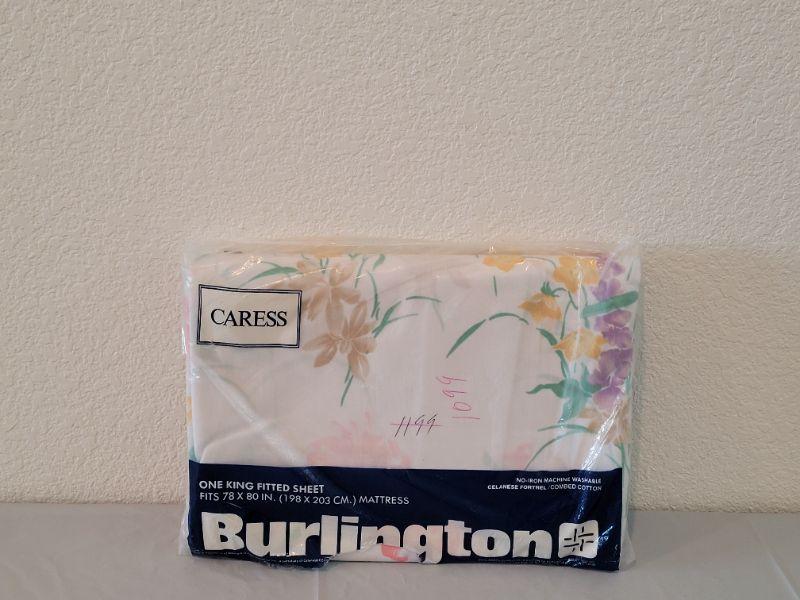 CARESS
1099
1199
ONE KING FITTED SHEET
FITS 78 X 80 IN. (198 X 203 CM.) MATTRESS
NO-IRON MACHINE WASHABLE
CELANESE FORTREL/COMBED COTTON
Burlington